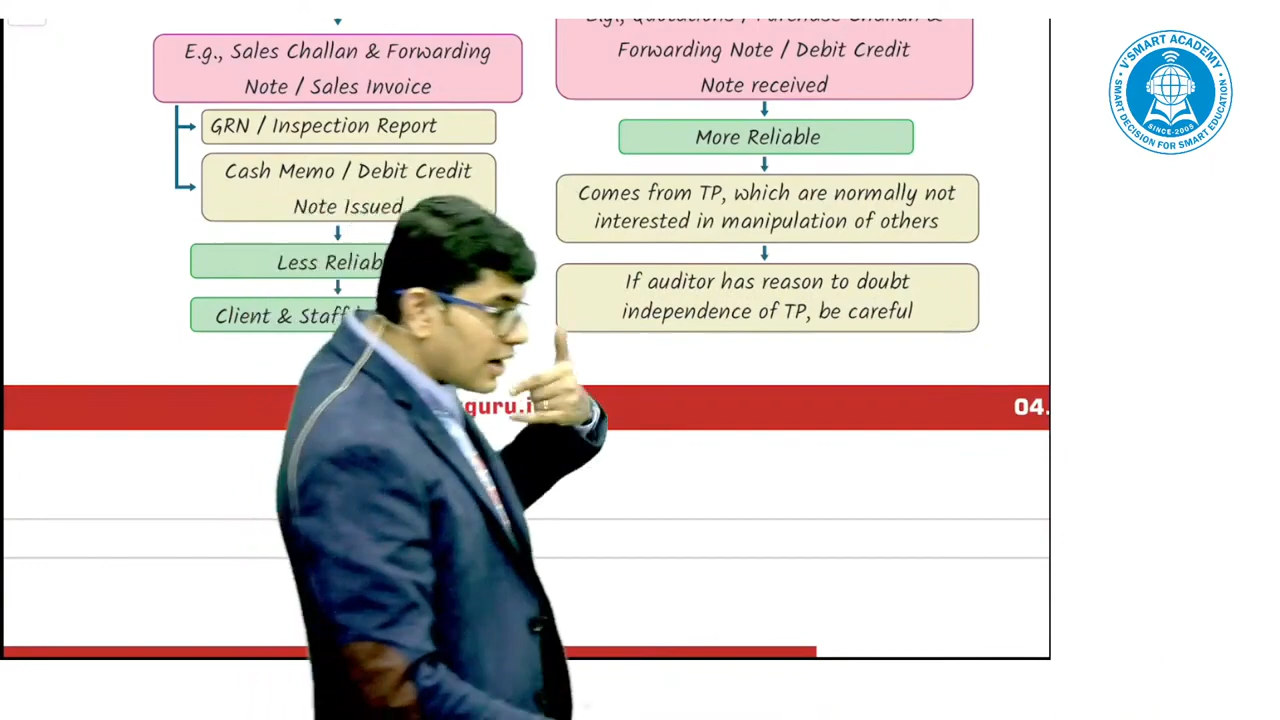 E.g., Sales Challan & Forwarding
Note / Sales Invoice
GRN / Inspection Report
Cash Memo / Debit Credit
Note Issued
Less
Client & Staff
Forwarding Note / Debit Credit
Note received
More Reliable
Comes from TP, which are normally not
interested in manipulation of others
If auditor has reason to doubt
independence of TP, be careful
guru.i
04.
V'SMART ACADEMY
SMART DECISION FOR SMART EDUCATION
SINCE-2005